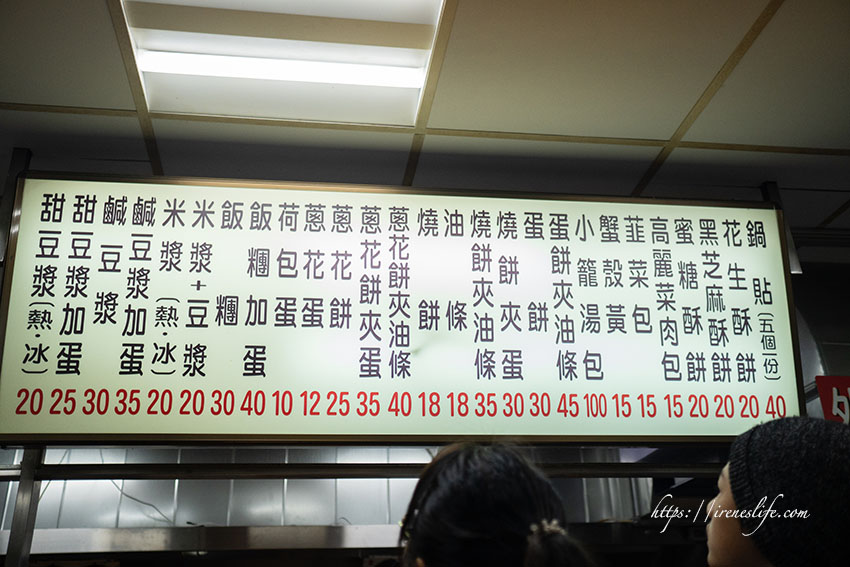 甜豆漿(熱·冰) 20
甜豆漿加蛋 25
鹹豆漿 30
鹹豆漿加蛋 35
米漿(熱·冰) 20
米漿+豆漿 20
飯糰 30
飯糰加蛋 40
荷包蛋 10
蔥花蛋 12
蔥花餅 25
蔥花餅夾蛋 35
蔥花餅夾油條 40
燒餅 18
油條 18
燒餅夾油條 35
燒餅夾蛋 30
蛋餅 30
蛋餅夾油條 45
小籠湯包 100
蟹殼黃 15
韭菜包 15
高麗菜肉包 15
蜜糖酥餅 20
黑芝麻酥餅 20
花生酥餅 20
鍋貼(五個一份) 40
https://ireneslife.com